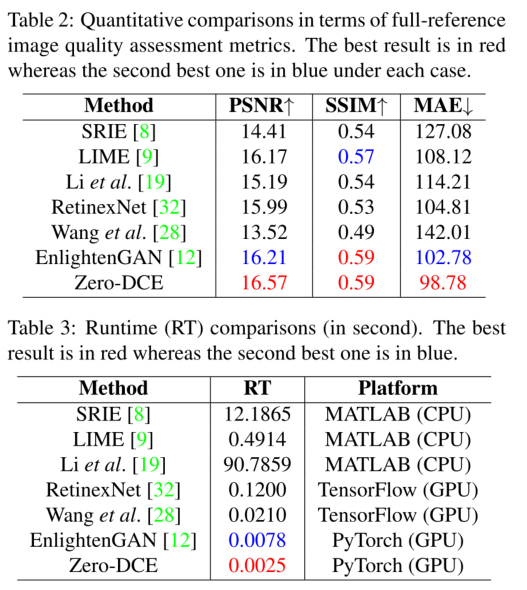 Table 2: Quantitative comparisons in terms of full-reference
image quality assessment metrics. The best result is in red
whereas the second best one is in blue under each case.
Method PSNR↑ SSIM↑ MAE↓
SRIE [8] 14.41 0.54 127.08
LIME [9] 16.17 0.57 108.12
Li et al. [19] 15.19 0.54 114.21
RetinexNet [32] 15.99 0.53 104.81
Wang et al. [28] 13.52 0.49 142.01
EnlightenGAN [12] 16.21 0.59 102.78
Zero-DCE 16.57 0.59 98.78
Table 3: Runtime (RT) comparisons (in second). The best
result is in red whereas the second best one is in blue.
Method RT Platform
SRIE [8] 12.1865 MATLAB (CPU)
LIME [9] 0.4914 MATLAB (CPU)
Li et al. [19] 90.7859 MATLAB (CPU)
RetinexNet [32] 0.1200 TensorFlow (GPU)
Wang et al. [28] 0.0210 TensorFlow (GPU)
EnlightenGAN [12] 0.0078 PyTorch (GPU)
Zero-DCE 0.0025 PyTorch (GPU)